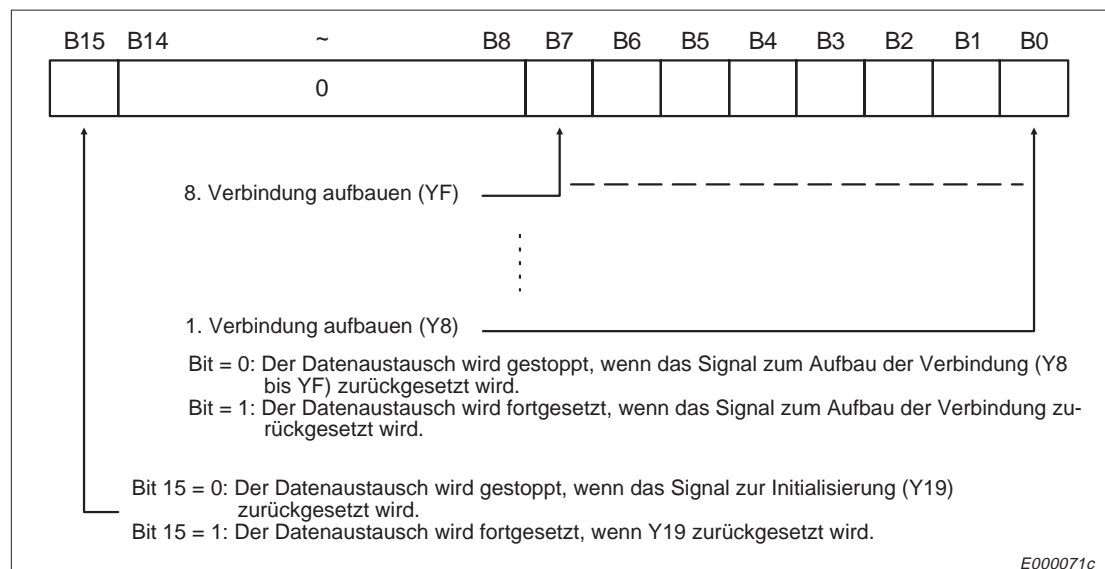 B15 B14 ~ B8 B7 B6 B5 B4 B3 B2 B1 B0
0
8. Verbindung aufbauen (YF)
1. Verbindung aufbauen (Y8)
Bit = 0: Der Datenaustausch wird gestoppt, wenn das Signal zum Aufbau der Verbindung (Y8
bis YF) zurückgesetzt wird.
Bit = 1: Der Datenaustausch wird fortgesetzt, wenn das Signal zum Aufbau der Verbindung zu-
rückgesetzt wird.
Bit 15 = 0: Der Datenaustausch wird gestoppt, wenn das Signal zur Initialisierung (Y19)
zurückgesetzt wird.
Bit 15 = 1: Der Datenaustausch wird fortgesetzt, wenn Y19 zurückgesetzt wird.
E000071c